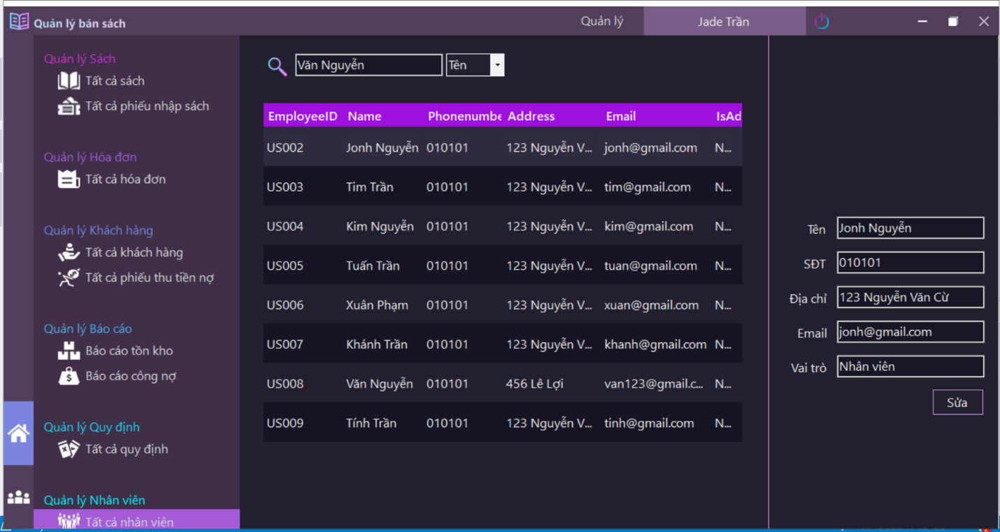 Quản lý bán sách
Quản lý
Jade Trần
Quản lý Sách
Tất cả sách
Tất cả phiếu nhập sách
Quản lý Hóa đơn
Tất cả hóa đơn
Quản lý Khách hàng
Tất cả khách hàng
Tất cả phiếu thu tiền nợ
Quản lý Báo cáo
Báo cáo tồn kho
Báo cáo công nợ
Quản lý Quy định
Tất cả quy định
Quản lý Nhân viên
Tất cả nhân viên
Văn Nguyễn Tên
EmployeeID Name Phonenumbe Address Email IsAd
US002 Jonh Nguyễn 010101 123 Nguyễn V... jonh@gmail.com N...
US003 Tim Trần 010101 123 Nguyễn V... tim@gmail.com N...
US004 Kim Nguyễn 010101 123 Nguyễn V... kim@gmail.com N...
US005 Tuấn Trần 010101 123 Nguyễn V... tuan@gmail.com N...
US006 Xuân Phạm 010101 123 Nguyễn V... xuan@gmail.com N...
US007 Khánh Trần 010101 123 Nguyễn V... khanh@gmail.com N...
US008 Văn Nguyễn 010101 456 Lê Lợi van123@gmail.c... N...
US009 Tính Trần 010101 123 Nguyễn V... tinh@gmail.com N...
Tên Jonh Nguyễn
SĐT 010101
Địa chỉ 123 Nguyễn Văn Cừ
Email jonh@gmail.com
Vai trò Nhân viên
Sửa